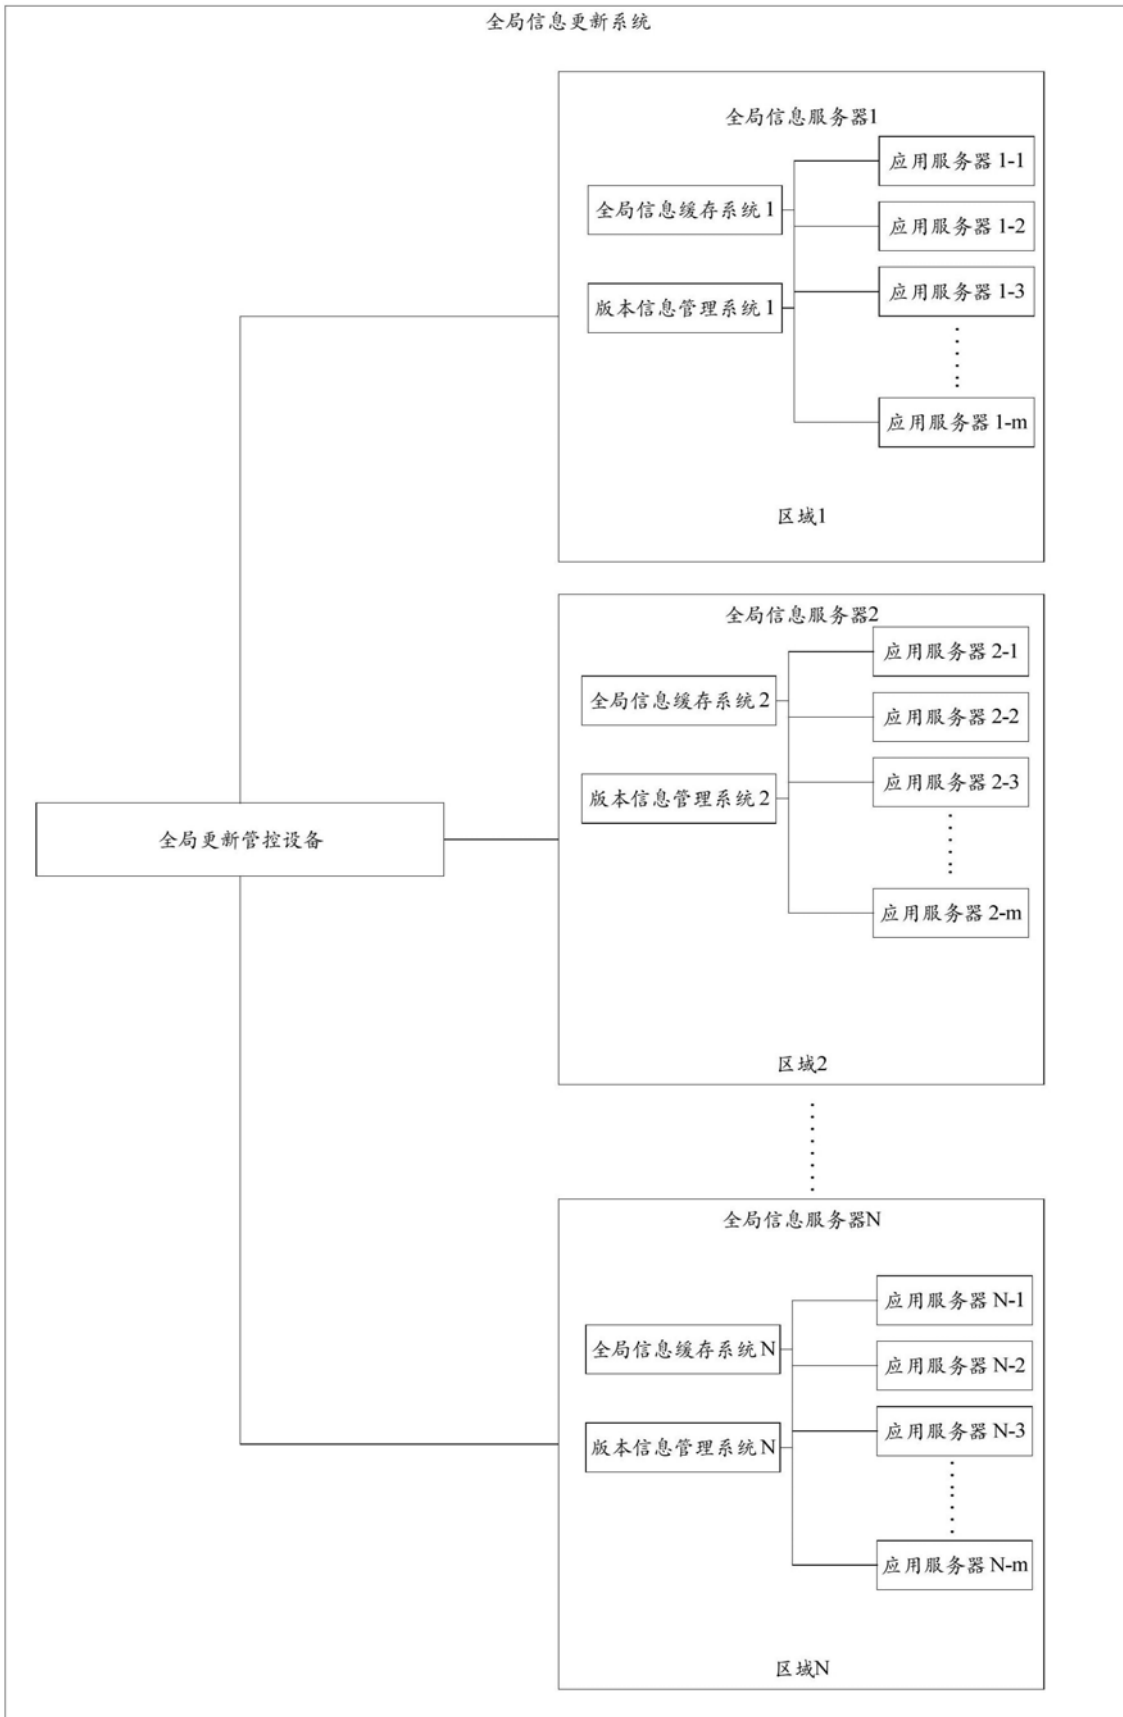 全局信息更新系统
全局信息服务器1
应用服务器 1-1
全局信息缓存系统 1
应用服务器 1-2
版本信息管理系统 1
应用服务器 1-3
应用服务器 1-m
区域1
全局信息服务器2
应用服务器 2-1
全局信息缓存系统 2
应用服务器 2-2
版本信息管理系统 2
应用服务器 2-3
全局更新管控设备
应用服务器 2-m
区域2
全局信息服务器N
应用服务器 N-1
全局信息缓存系统 N
应用服务器 N-2
版本信息管理系统 N
应用服务器 N-3
应用服务器 N-m
区域N